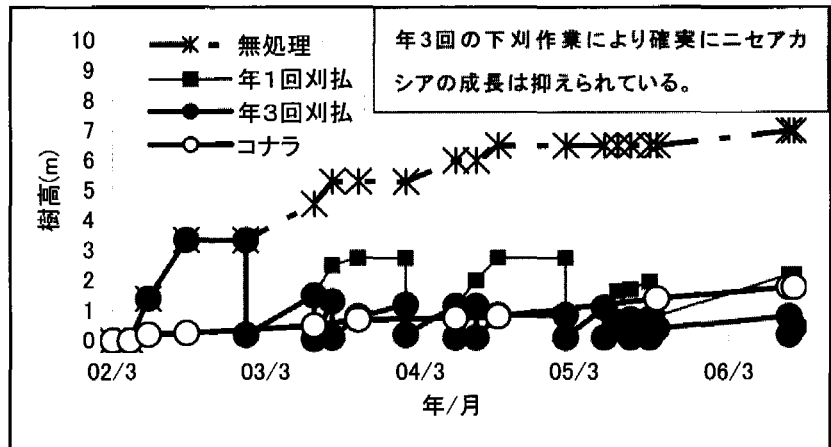 年3回の下刈作業により確実にニセアカ
シアの成長は抑えられている。
無処理
年1回刈払
年3回刈払
コナラ
樹高(m)
10
9
8
7
6
5
4
3
2
1
0
02/3 03/3 04/3 05/3 06/3
年/月